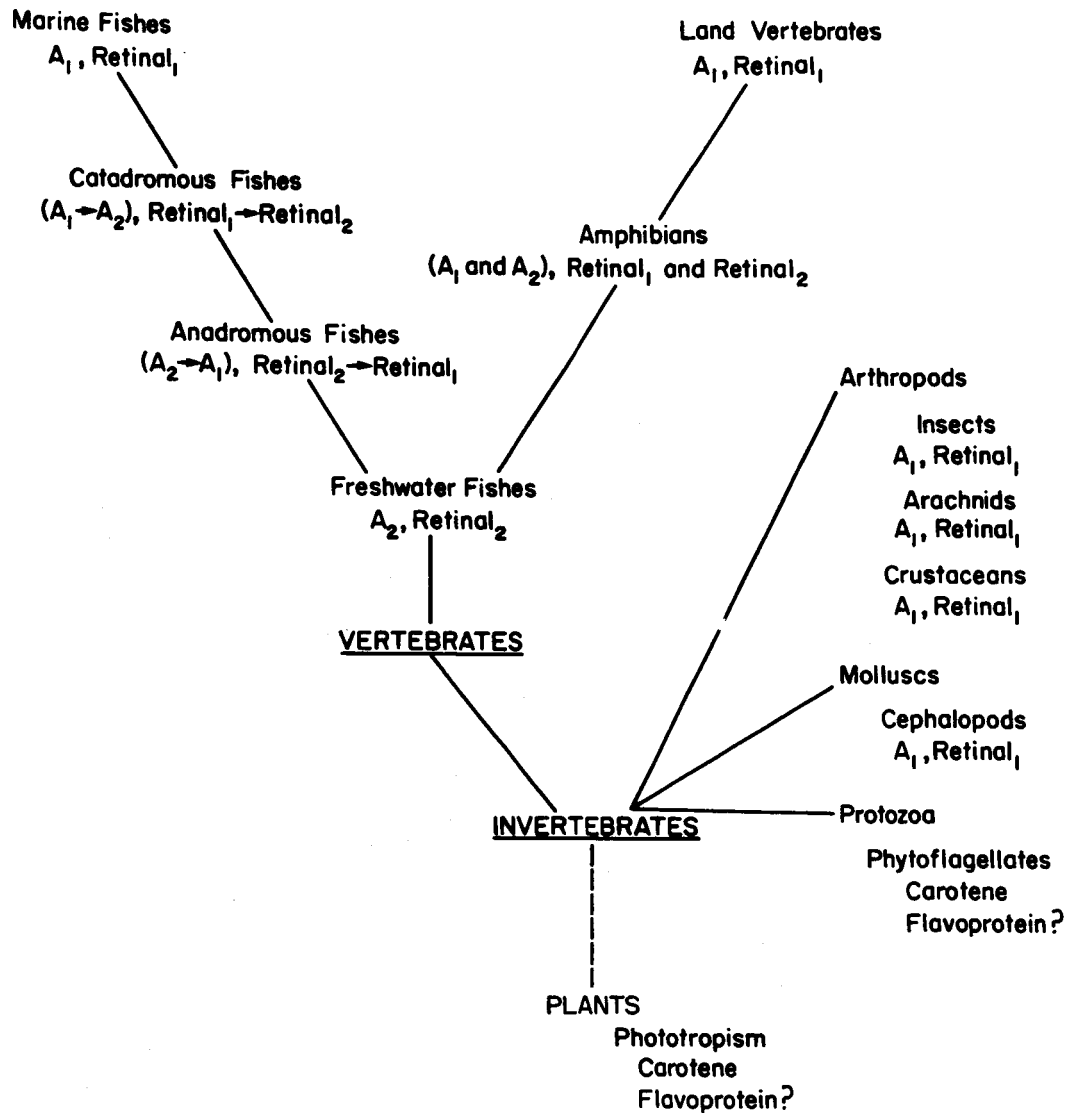 Marine Fishes
A₁, Retinal₁
Land Vertebrates
A₁, Retinal₁
Catadromous Fishes
(A₁→A₂), Retinal₁→Retinal₂
Amphibians
(A₁ and A₂), Retinal₁ and Retinal₂
Anadromous Fishes
(A₂→A₁), Retinal₂→Retinal₁
Freshwater Fishes
A₂, Retinal₂
VERTEBRATES
Arthropods
Insects
A₁, Retinal₁
Arachnids
A₁, Retinal₁
Crustaceans
A₁, Retinal₁
Molluscs
Cephalopods
A₁, Retinal₁
INVERTEBRATES
Protozoa
Phytoflagellates
Carotene
Flavoprotein?
PLANTS
Phototropism
Carotene
Flavoprotein?